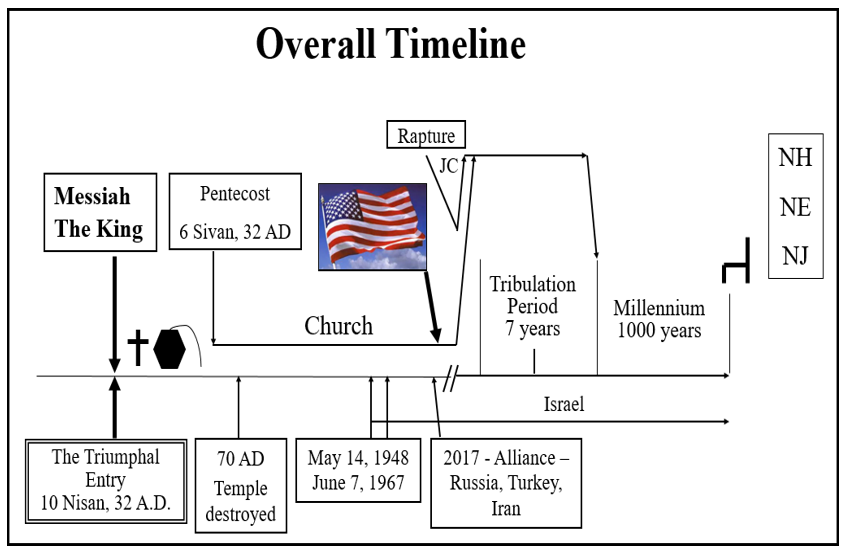 Overall Timeline
Rapture
JC
NH
NE
NJ
Messiah
The King
Pentecost
6 Sivan, 32 AD
Church
Tribulation
Period
7 years
Millennium
1000 years
Israel
The Triumphal
Entry
10 Nisan, 32 A.D.
70 AD
Temple
destroyed
May 14, 1948
June 7, 1967
2017 - Alliance –
Russia, Turkey,
Iran